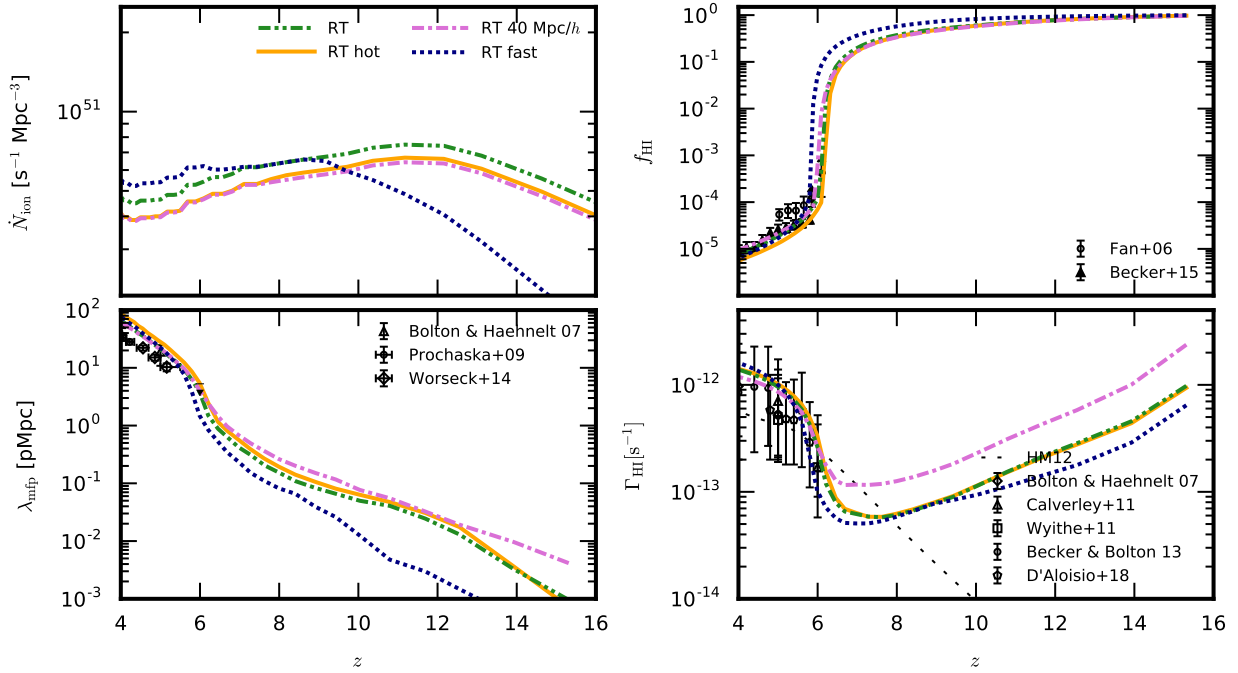 RT
RT hot
RT 40 Mpc/h
RT fast
10^51
Ṅ_ion [s^−1 Mpc^−3]
10^0
10^-1
10^-2
10^-3
10^-4
10^-5
f_HI
Fan+06
Becker+15
10^2
10^1
10^0
10^-1
10^-2
10^-3
λ_mfp [pMpc]
Bolton & Haehnelt 07
Prochaska+09
Worseck+14
4 6 8 10 12 14 16
z
10^-12
10^-13
10^-14
Γ_HI[s^−1]
HM12
Bolton & Haehnelt 07
Calverley+11
Wyithe+11
Becker & Bolton 13
D'Aloisio+18
4 6 8 10 12 14 16
z